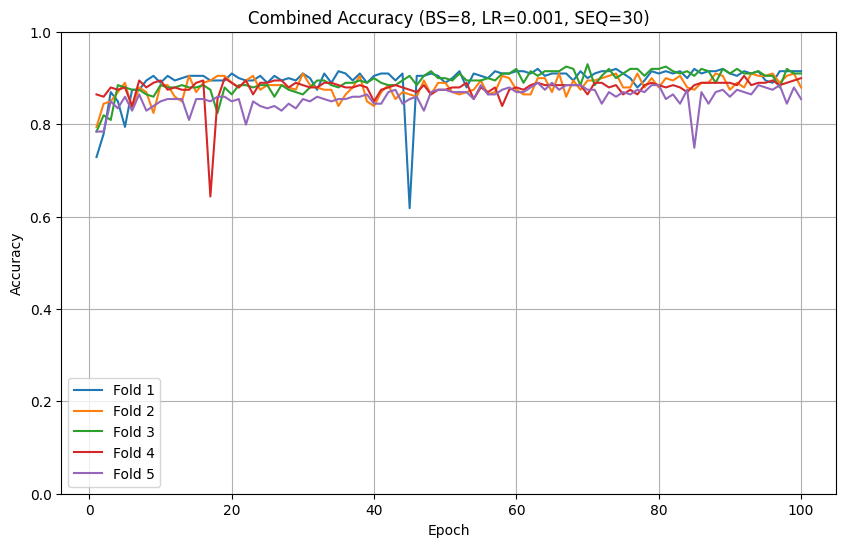 Combined Accuracy (BS=8, LR=0.001, SEQ=30)
1.0
0.8
0.6
0.4
0.2
0.0
Accuracy
Fold 1
Fold 2
Fold 3
Fold 4
Fold 5
0 20 40 60 80 100
Epoch